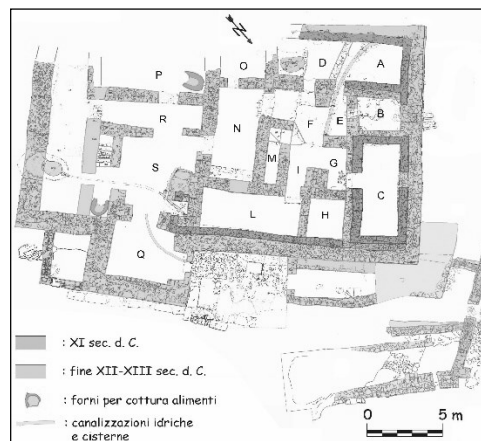 N
O
D
A
P
B
R
N
F
E
M
S
G
I
C
L
H
Q
: XI sec. d. C.
: fine XII-XIII sec. d. C.
: forni per cottura alimenti
: canalizzazioni idriche
e cisterne
0 5 m